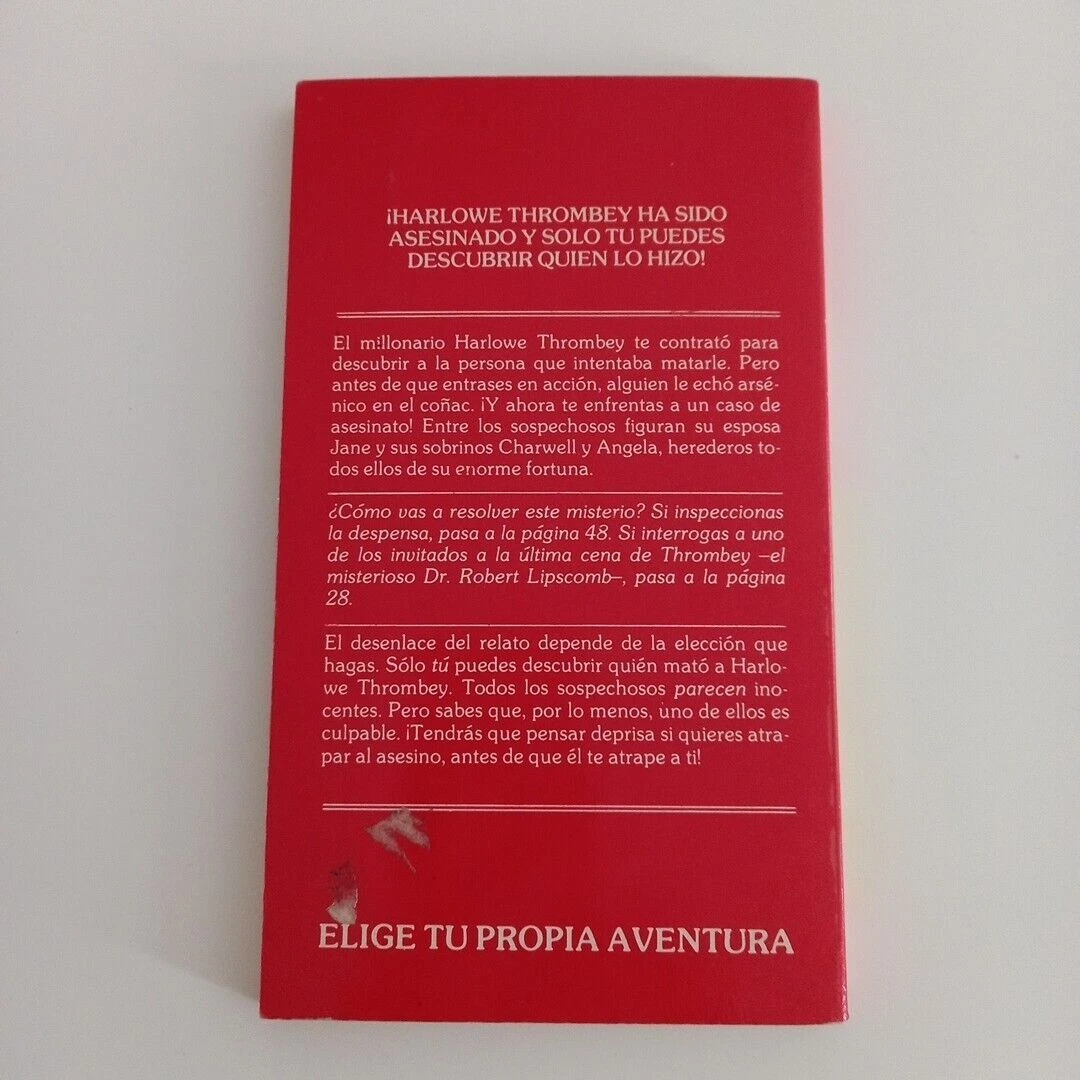 ¡HARLOWE THROMBEY HA SIDO
ASESINADO Y SOLO TU PUEDES
DESCUBRIR QUIEN LO HIZO!
El millonario Harlowe Thrombey te contrató para
descubrir a la persona que intentaba matarle. Pero
antes de que entrases en acción, alguien le echó arsé-
nico en el coñac. ¡Y ahora te enfrentas a un caso de
asesinato! Entre los sospechosos figuran su esposa
Jane y sus sobrinos Charwell y Angela, herederos to-
dos ellos de su enorme fortuna.
¿Cómo vas a resolver este misterio? Si inspeccionas
la despensa, pasa a la página 48. Si interrogas a uno
de los invitados a la última cena de Thrombey –el
misterioso Dr. Robert Lipscomb–, pasa a la página
28.
El desenlace del relato depende de la elección que
hagas. Sólo tú puedes descubrir quién mató a Harlo-
we Thrombey. Todos los sospechosos parecen ino-
centes. Pero sabes que, por lo menos, uno de ellos es
culpable. ¡Tendrás que pensar deprisa si quieres atra-
par al asesino, antes de que él te atrape a ti!
ELIGE TU PROPIA AVENTURA